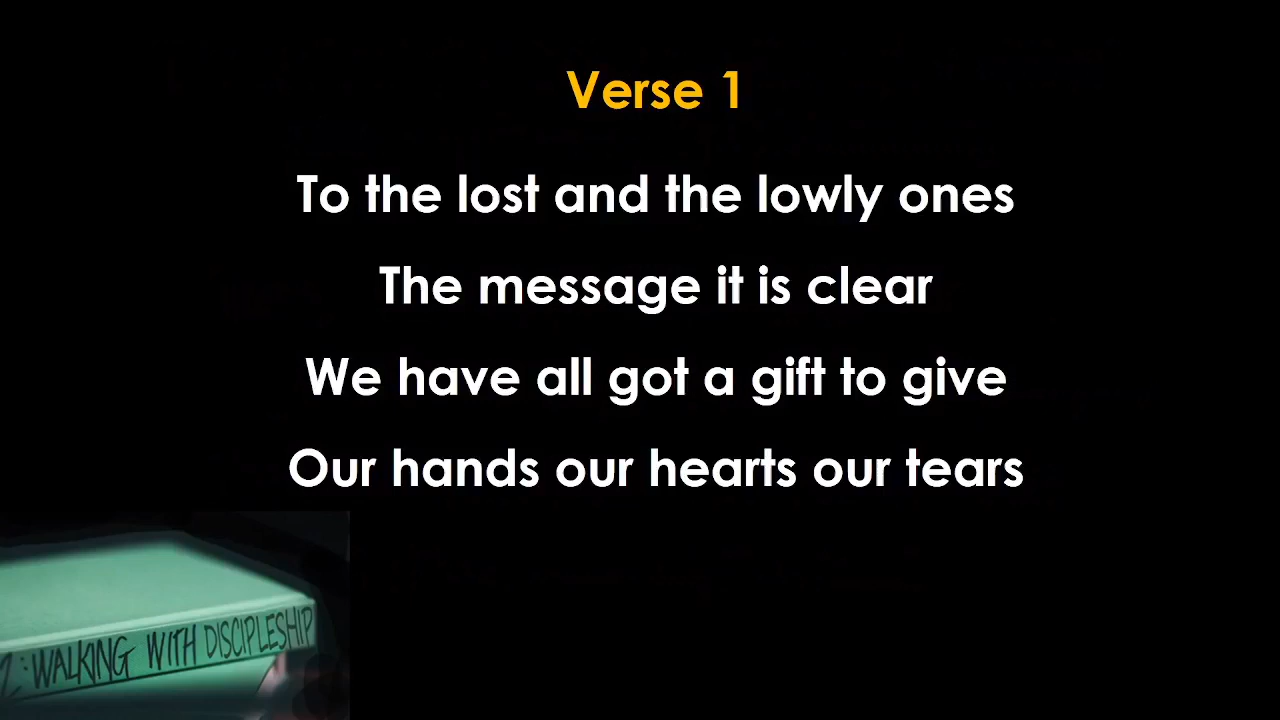 Verse 1
To the lost and the lowly ones
The message it is clear
We have all got a gift to give
Our hands our hearts our tears
2: WALKING WITH DISCIPLESHIP